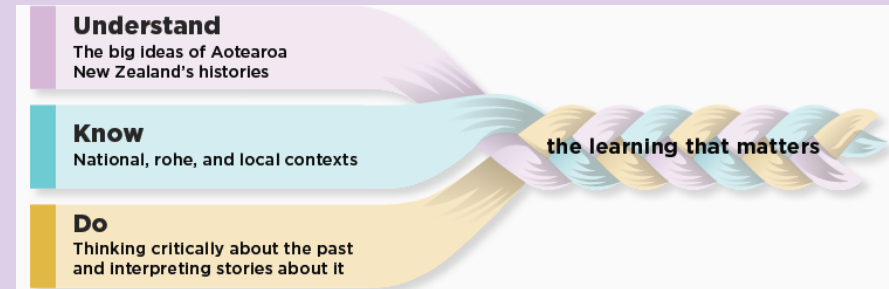 Understand
The big ideas of Aotearoa
New Zealand's histories
Know
National, rohe, and local contexts
Do
Thinking critically about the past
and interpreting stories about it
the learning that matters